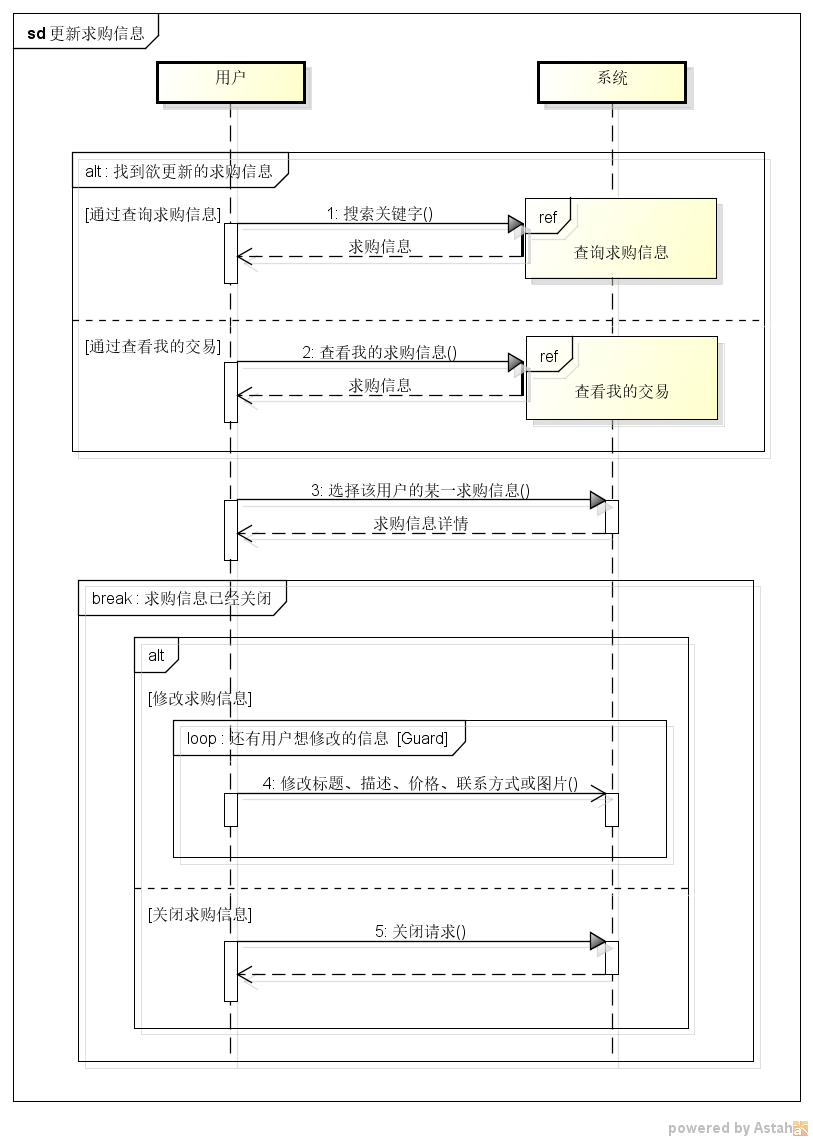 sd 更新求购信息
用户
系统
alt : 找到欲更新的求购信息
[通过查询求购信息]
1: 搜索关键字()
ref
求购信息
查询求购信息
[通过查看我的交易]
2: 查看我的求购信息()
ref
求购信息
查看我的交易
3: 选择该用户的某一求购信息()
求购信息详情
break : 求购信息已经关闭
alt
[修改求购信息]
loop : 还有用户想修改的信息 [Guard]
4: 修改标题、描述、价格、联系方式或图片()
[关闭求购信息]
5: 关闭请求()
powered by Astah